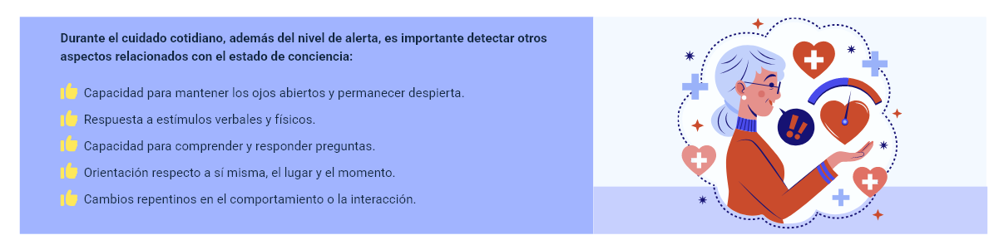 Durante el cuidado cotidiano, además del nivel de alerta, es importante detectar otros
aspectos relacionados con el estado de conciencia:
Capacidad para mantener los ojos abiertos y permanecer despierta.
Respuesta a estímulos verbales y físicos.
Capacidad para comprender y responder preguntas.
Orientación respecto a sí misma, el lugar y el momento.
Cambios repentinos en el comportamiento o la interacción.
!!